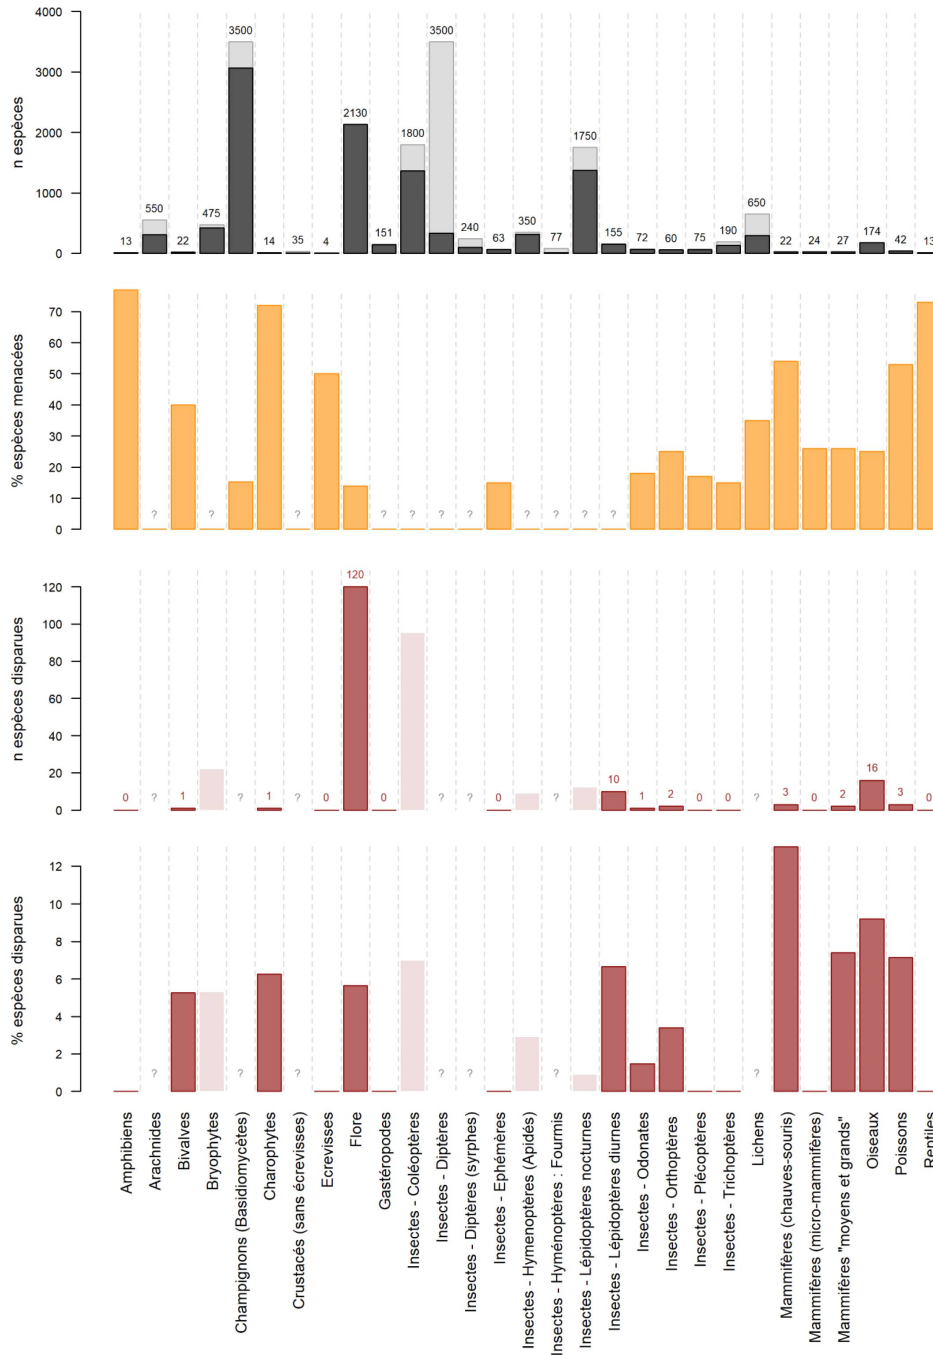 n espèces
4000
3000
2000
1000
0
13
550
22
475
3500
14
35
4
2130
151
1800
3500
240
63
350
77
1750
155
72
60
75
190
650
22
24
27
174
42
13
% espèces menacées
70
60
50
40
30
20
10
0
? ? ? ? ? ? ? ? ? ? ?
n espèces disparues
120
100
80
60
40
20
0
0
?
1
?
1
?
0
120
0
?
?
0
?
10
1
2
0
0
?
3
0
2
16
3
0
% espèces disparues
12
10
8
6
4
2
0
? ? ? ? ? ? ?
Amphibiens
Arachnides
Bivalves
Bryophytes
Champignons (Basidiomycètes)
Charophytes
Crustacés (sans écrevisses)
Ecrevisses
Flore
Gastéropodes
Insectes - Coléoptères
Insectes - Diptères
Insectes - Diptères (syrphes)
Insectes - Ephémères
Insectes - Hymenoptères (Apidés)
Insectes - Hyménoptères : Fourmis
Insectes - Lépidoptères nocturnes
Insectes - Lépidoptères diurnes
Insectes - Odonates
Insectes - Orthoptères
Insectes - Plécoptères
Insectes - Trichoptères
Lichens
Mammifères (chauves-souris)
Mammifères (micro-mammifères)
Mammifères "moyens et grands"
Oiseaux
Poissons
Reptiles